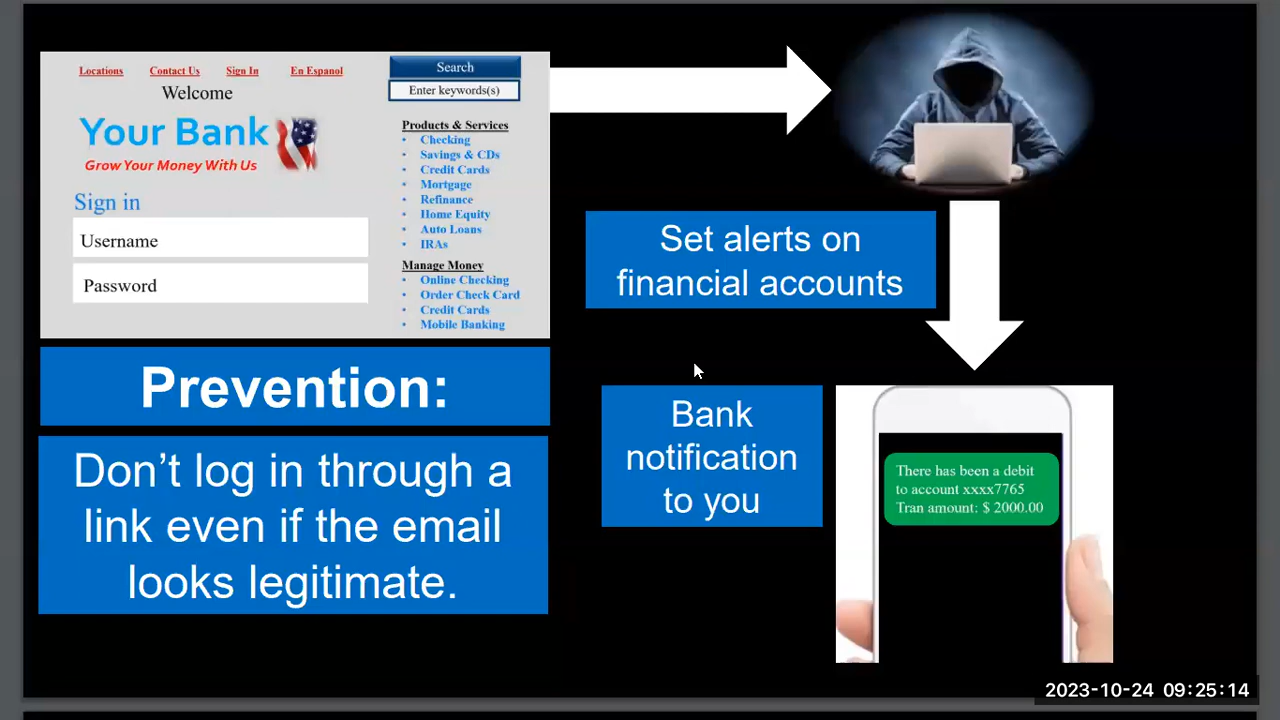 Locations Contact Us Sign In En Espanol
Welcome
Your Bank
Grow Your Money With Us
Sign in
Username
Password
Search
Enter keywords(s)
Products & Services
• Checking
• Savings & CDs
• Credit Cards
• Mortgage
• Refinance
• Home Equity
• Auto Loans
• IRAs
Manage Money
• Online Checking
• Order Check Card
• Credit Cards
• Mobile Banking
Prevention:
Don’t log in through a
link even if the email
looks legitimate.
Set alerts on
financial accounts
Bank
notification
to you
There has been a debit
to account xxxx7765
Tran amount: $ 2000.00
2023-10-24 09:25:14